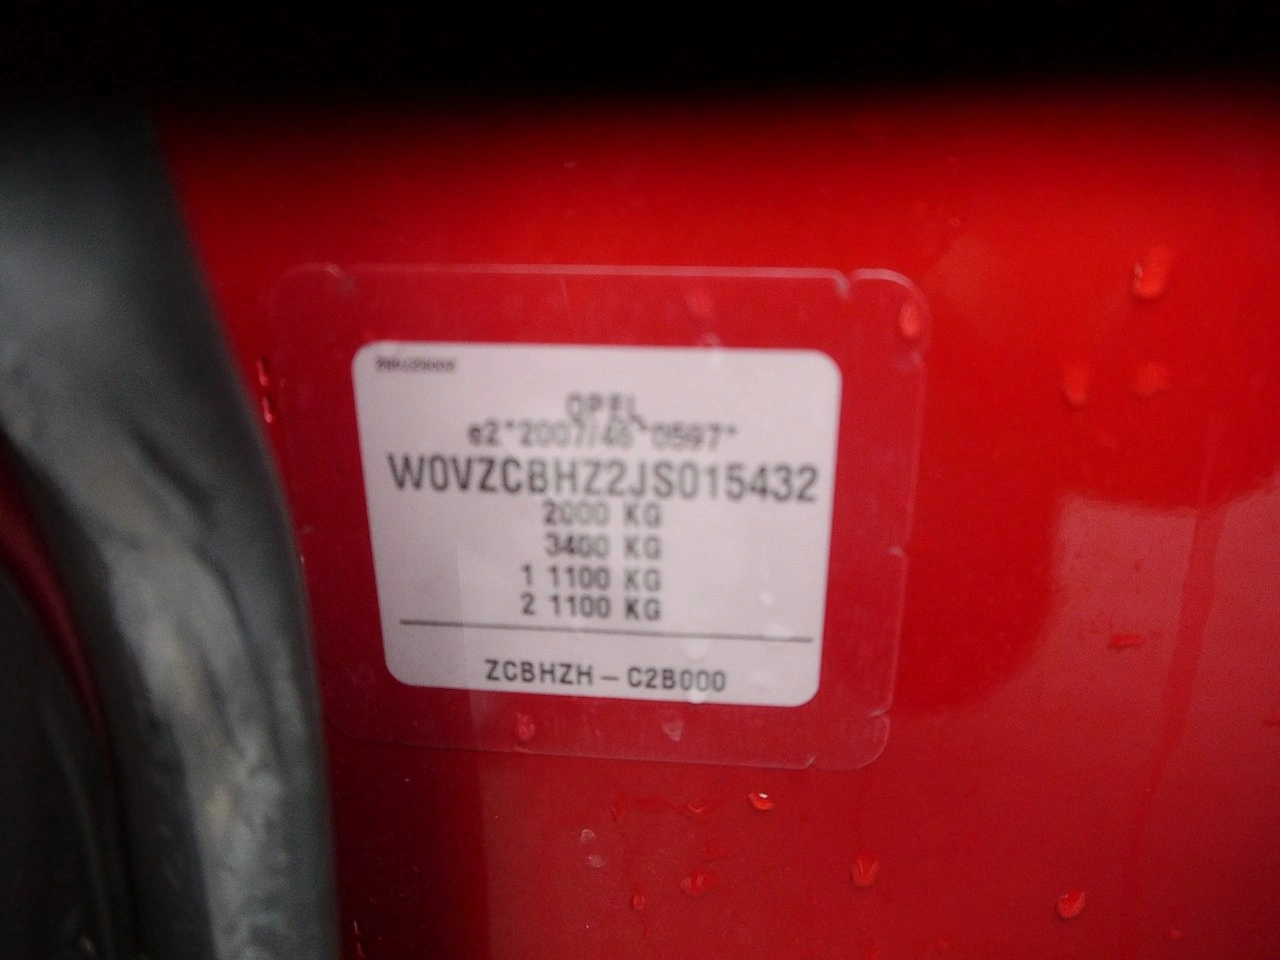 OPEL
e2*2007/46*0597*
W0VZCBHZ2JS015432
2000 KG
3400 KG
1 1100 KG
2 1100 KG
ZCBHZH-C2B000